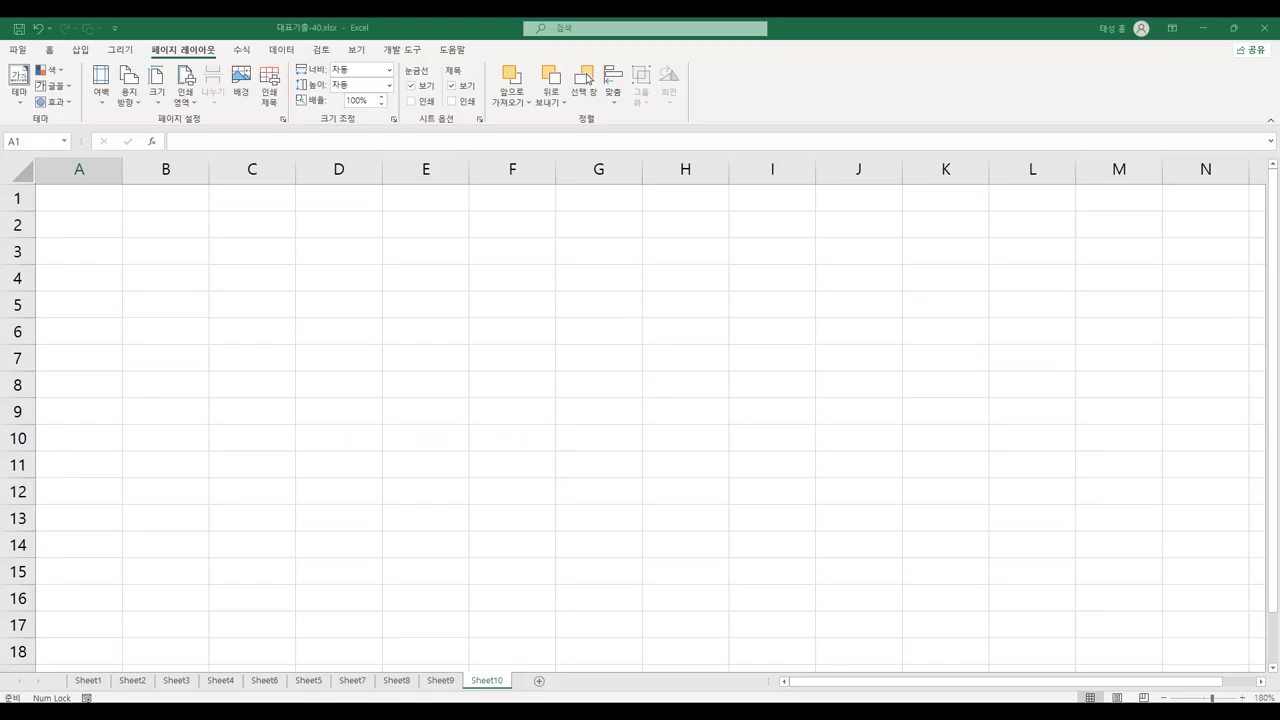 대표기출-40.xlsx - Excel
검색
태성 홍
파일 홈 삽입 그리기 페이지 레이아웃 수식 데이터 검토 보기 개발 도구 도움말
공유
테마
색
글꼴
효과
테마
여백
용지
방향
크기
인쇄
영역
나누기
배경
인쇄
제목
페이지 설정
너비: 자동
높이: 자동
배율: 100%
크기 조정
눈금선
보기
인쇄
제목
보기
인쇄
시트 옵션
앞으로
가져오기
뒤로
보내기
선택 창
맞춤
그룹
화
회전
정렬
A1
fx
A B C D E F G H I J K L M N
1
2
3
4
5
6
7
8
9
10
11
12
13
14
15
16
17
18
Sheet1 Sheet2 Sheet3 Sheet4 Sheet6 Sheet5 Sheet7 Sheet8 Sheet9 Sheet10
준비 Num Lock
180%